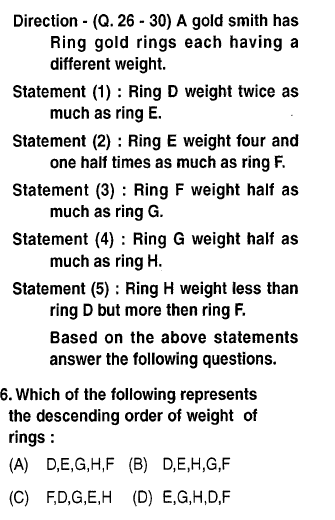 Direction - (Q. 26 - 30) A gold smith has
Ring gold rings each having a
different weight.
Statement (1) : Ring D weight twice as
much as ring E.
Statement (2) : Ring E weight four and
one half times as much as ring F.
Statement (3) : Ring F weight half as
much as ring G.
Statement (4) : Ring G weight half as
much as ring H.
Statement (5) : Ring H weight less than
ring D but more then ring F.
Based on the above statements
answer the following questions.
6. Which of the following represents
the descending order of weight of
rings :
(A) D,E,G,H,F (B) D,E,H,G,F
(C) F,D,G,E,H (D) E,G,H,D,F